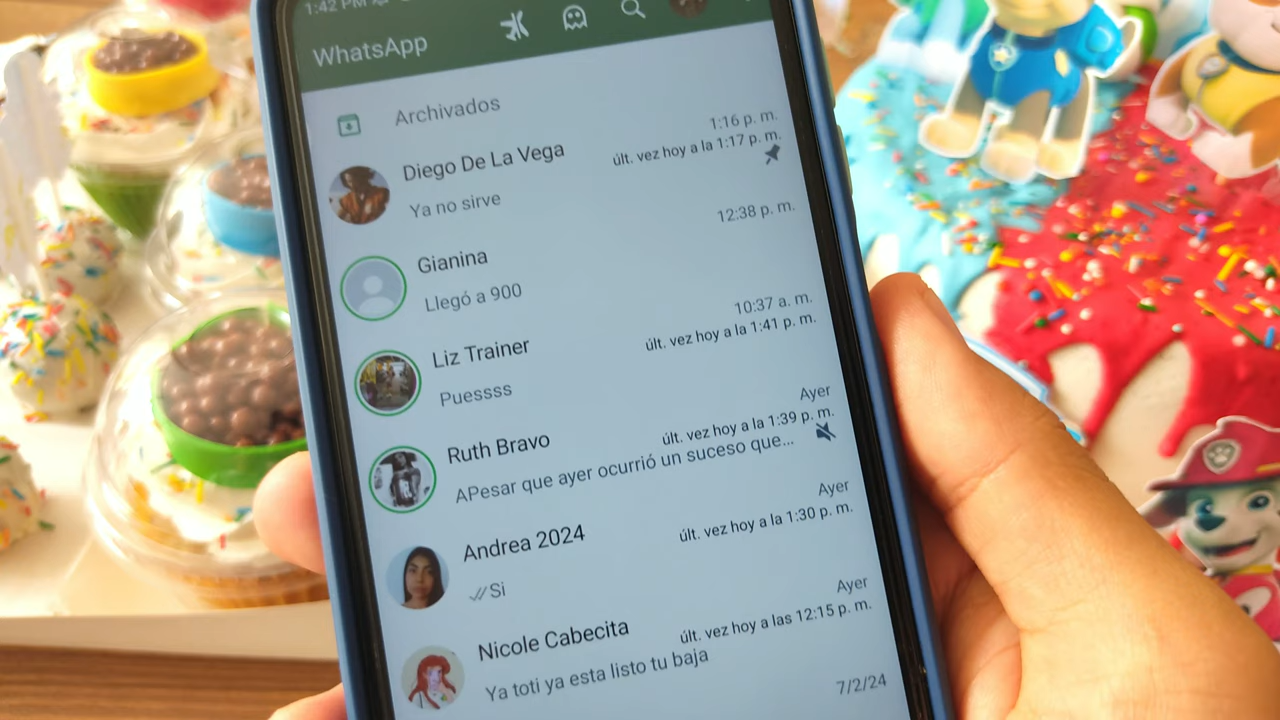 1:42 PM
WhatsApp
Archivados
1:16 p. m.
Diego De La Vega
últ. vez hoy a la 1:17 p. m.
Ya no sirve
12:38 p. m.
Gianina
Llegó a 900
10:37 a. m.
Liz Trainer
últ. vez hoy a la 1:41 p. m.
Puessss
Ayer
Ruth Bravo
últ. vez hoy a la 1:39 p. m.
APesar que ayer ocurrió un suceso que...
Ayer
Andrea 2024
últ. vez hoy a la 1:30 p. m.
Si
Ayer
Nicole Cabecita
últ. vez hoy a las 12:15 p. m.
Ya toti ya esta listo tu baja
7/2/24